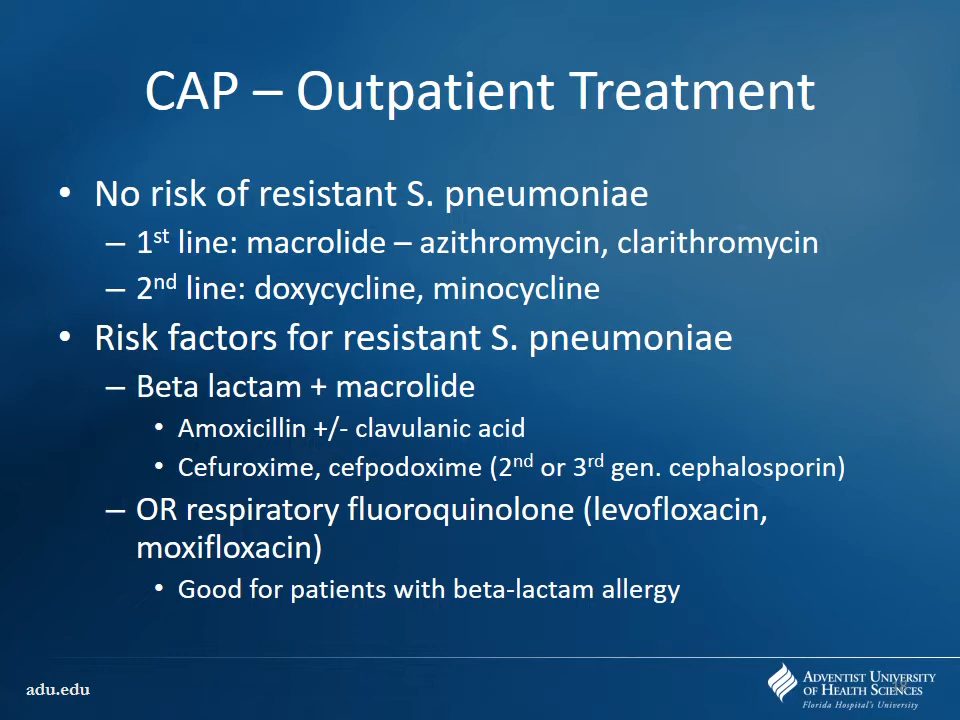 CAP – Outpatient Treatment
• No risk of resistant S. pneumoniae
– 1st line: macrolide – azithromycin, clarithromycin
– 2nd line: doxycycline, minocycline
• Risk factors for resistant S. pneumoniae
– Beta lactam + macrolide
• Amoxicillin +/- clavulanic acid
• Cefuroxime, cefpodoxime (2nd or 3rd gen. cephalosporin)
– OR respiratory fluoroquinolone (levofloxacin,
moxifloxacin)
• Good for patients with beta-lactam allergy
adu.edu
ADVENTIST UNIVERSITY
OF HEALTH SCIENCES
Florida Hospital's University